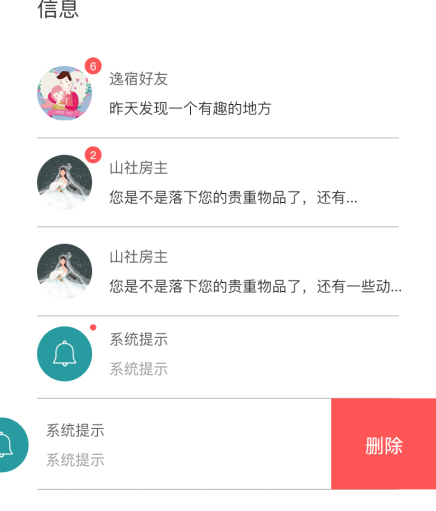 信息
6
逸宿好友
昨天发现一个有趣的地方
2
山社房主
您是不是落下您的贵重物品了，还有...
山社房主
您是不是落下您的贵重物品了，还有一些动...
系统提示
系统提示
系统提示
系统提示
删除